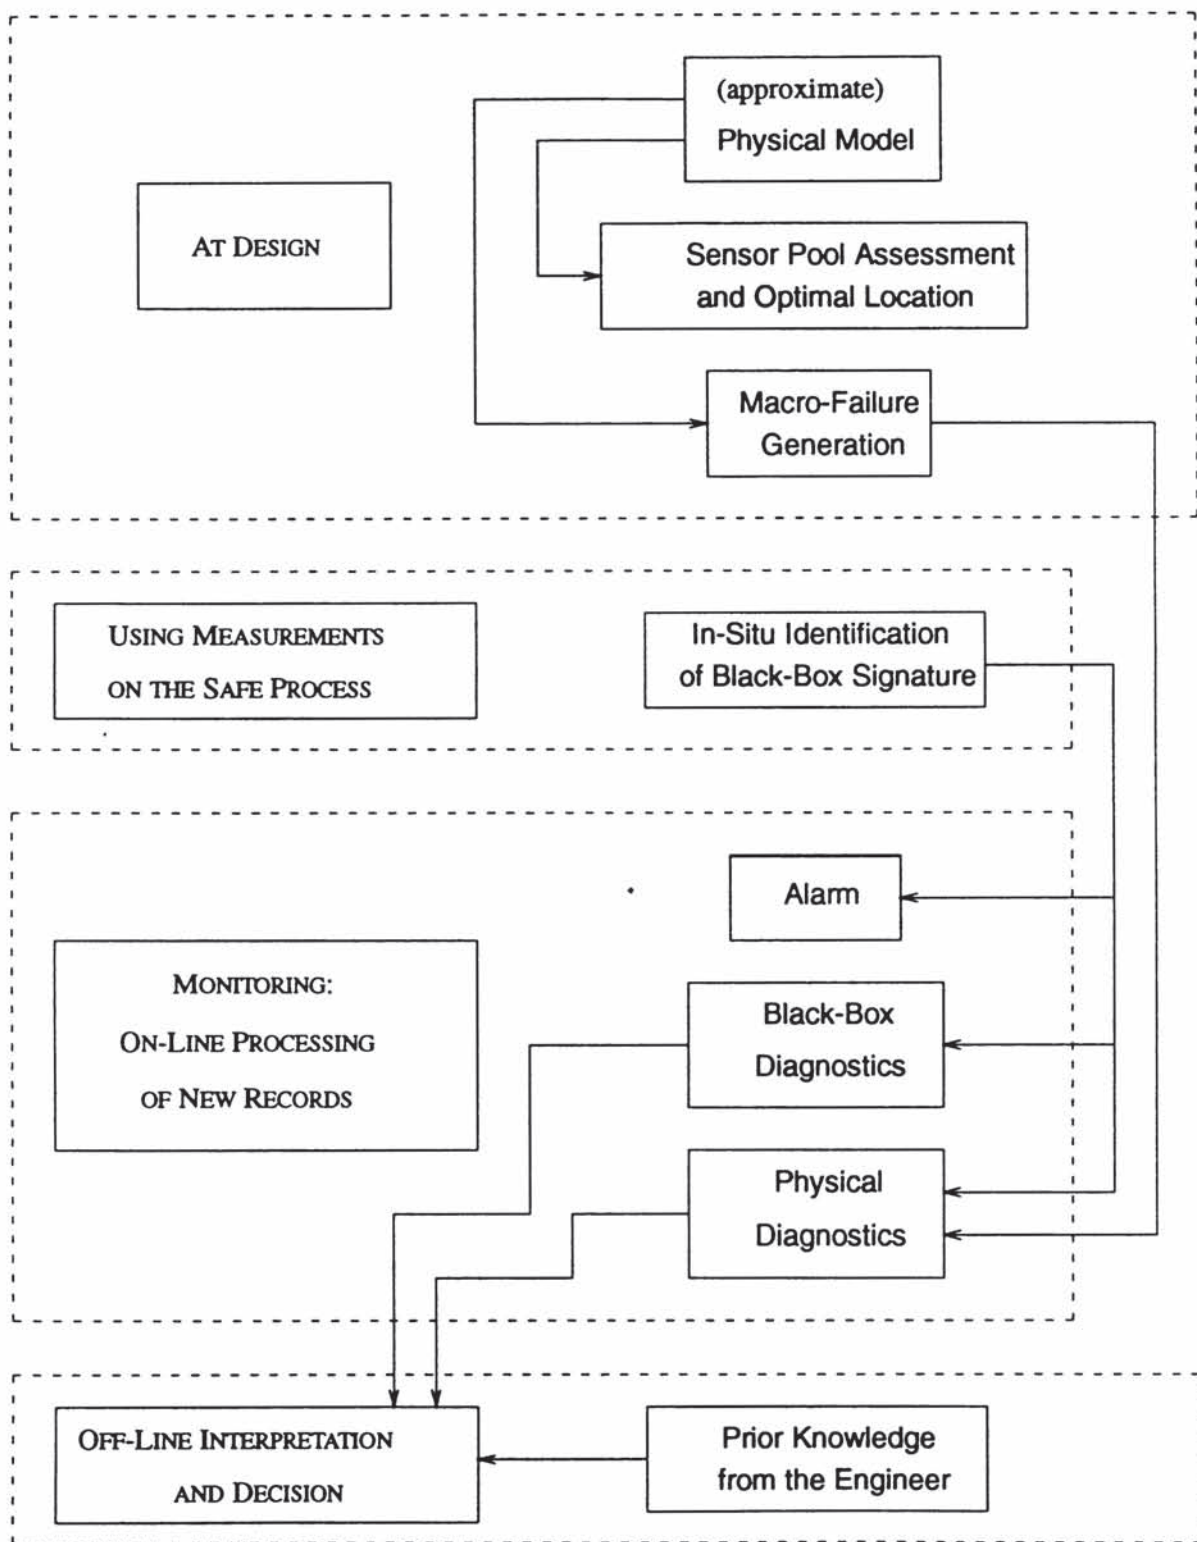 (approximate)
Physical Model
AT DESIGN
Sensor Pool Assessment
and Optimal Location
Macro-Failure
Generation
USING MEASUREMENTS
ON THE SAFE PROCESS
In-Situ Identification
of Black-Box Signature
Alarm
MONITORING:
ON-LINE PROCESSING
OF NEW RECORDS
Black-Box
Diagnostics
Physical
Diagnostics
OFF-LINE INTERPRETATION
AND DECISION
Prior Knowledge
from the Engineer